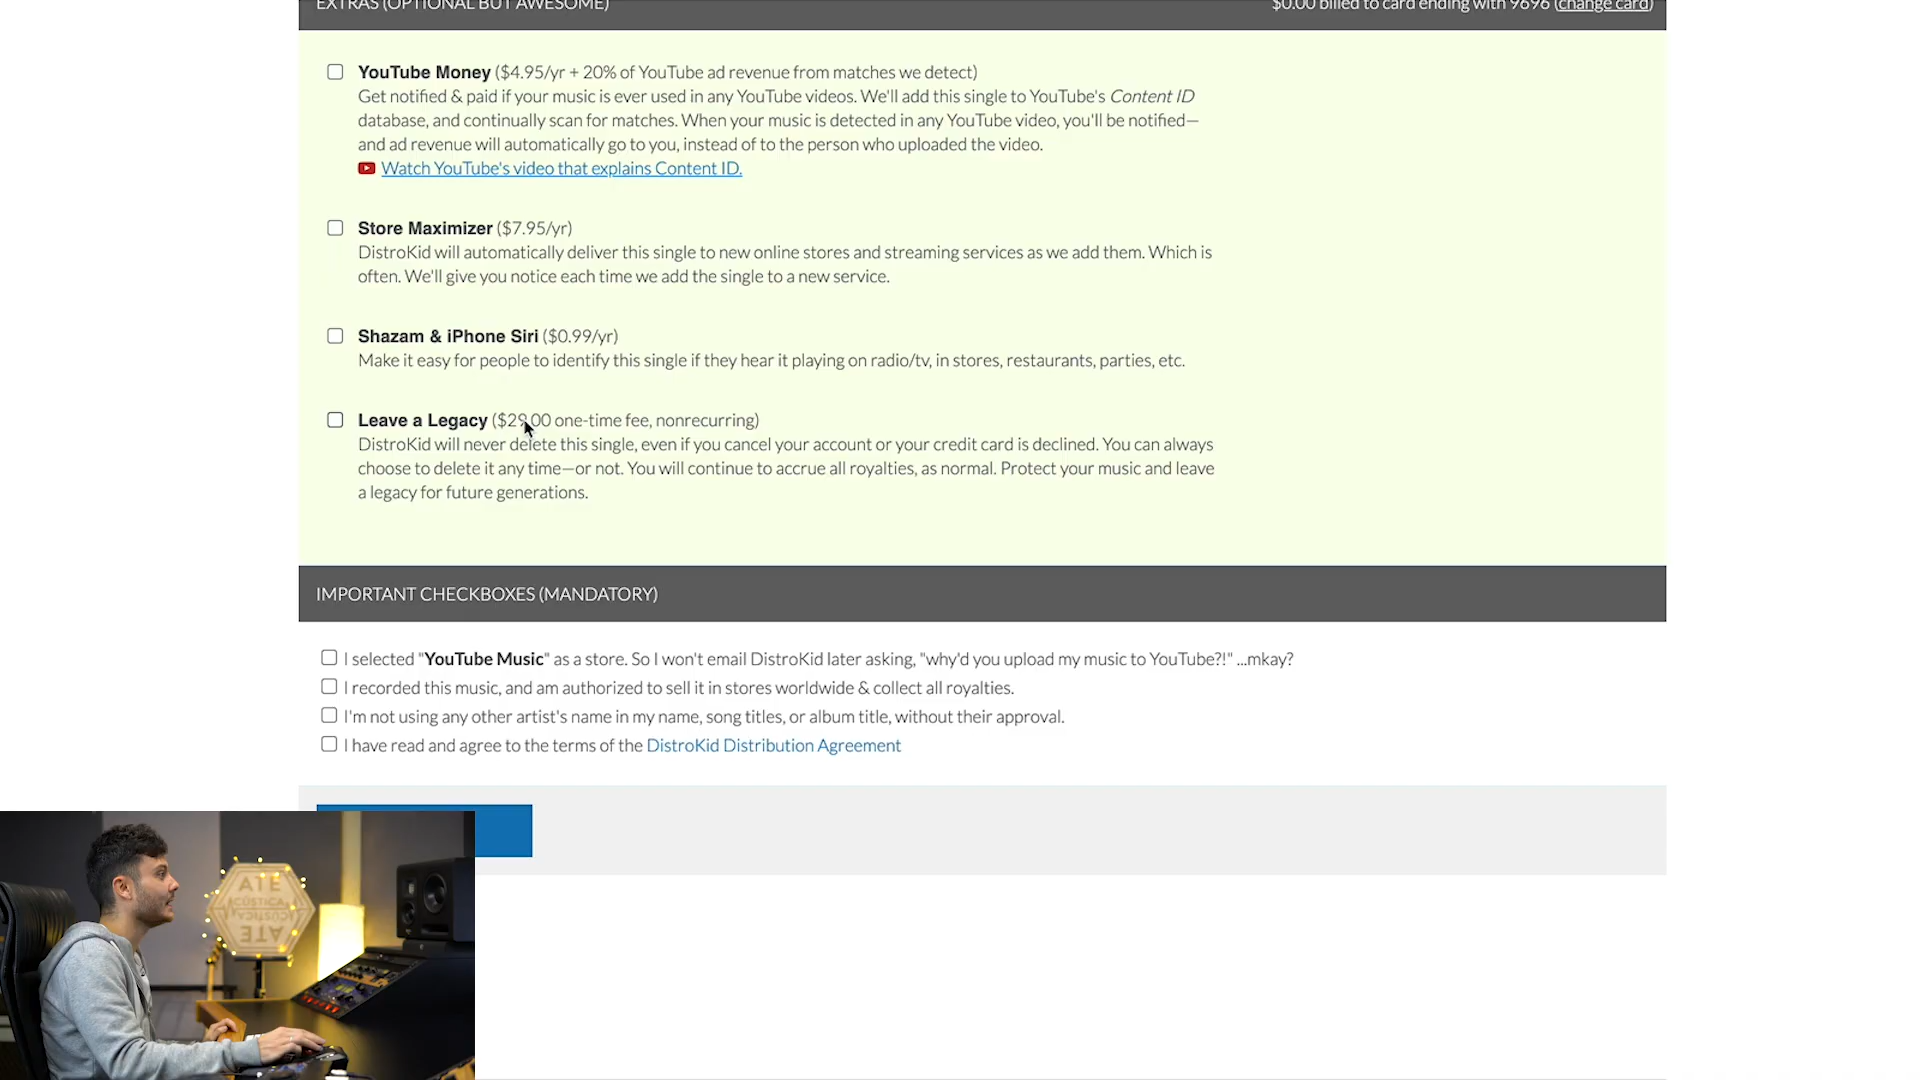 EXTRAS (OPTIONAL BUT AWESOME)
$0.00 billed to card ending with 9696 (change card)
YouTube Money ($4.95/yr + 20% of YouTube ad revenue from matches we detect)
Get notified & paid if your music is ever used in any YouTube videos. We'll add this single to YouTube's Content ID
database, and continually scan for matches. When your music is detected in any YouTube video, you'll be notified—
and ad revenue will automatically go to you, instead of to the person who uploaded the video.
Watch YouTube's video that explains Content ID.
Store Maximizer ($7.95/yr)
DistroKid will automatically deliver this single to new online stores and streaming services as we add them. Which is
often. We'll give you notice each time we add the single to a new service.
Shazam & iPhone Siri ($0.99/yr)
Make it easy for people to identify this single if they hear it playing on radio/tv, in stores, restaurants, parties, etc.
Leave a Legacy ($29.00 one-time fee, nonrecurring)
DistroKid will never delete this single, even if you cancel your account or your credit card is declined. You can always
choose to delete it any time—or not. You will continue to accrue all royalties, as normal. Protect your music and leave
a legacy for future generations.
IMPORTANT CHECKBOXES (MANDATORY)
I selected "YouTube Music" as a store. So I won't email DistroKid later asking, "why'd you upload my music to YouTube?!" ...mkay?
I recorded this music, and am authorized to sell it in stores worldwide & collect all royalties.
I'm not using any other artist's name in my name, song titles, or album title, without their approval.
I have read and agree to the terms of the DistroKid Distribution Agreement
ATE
CÚSTICA